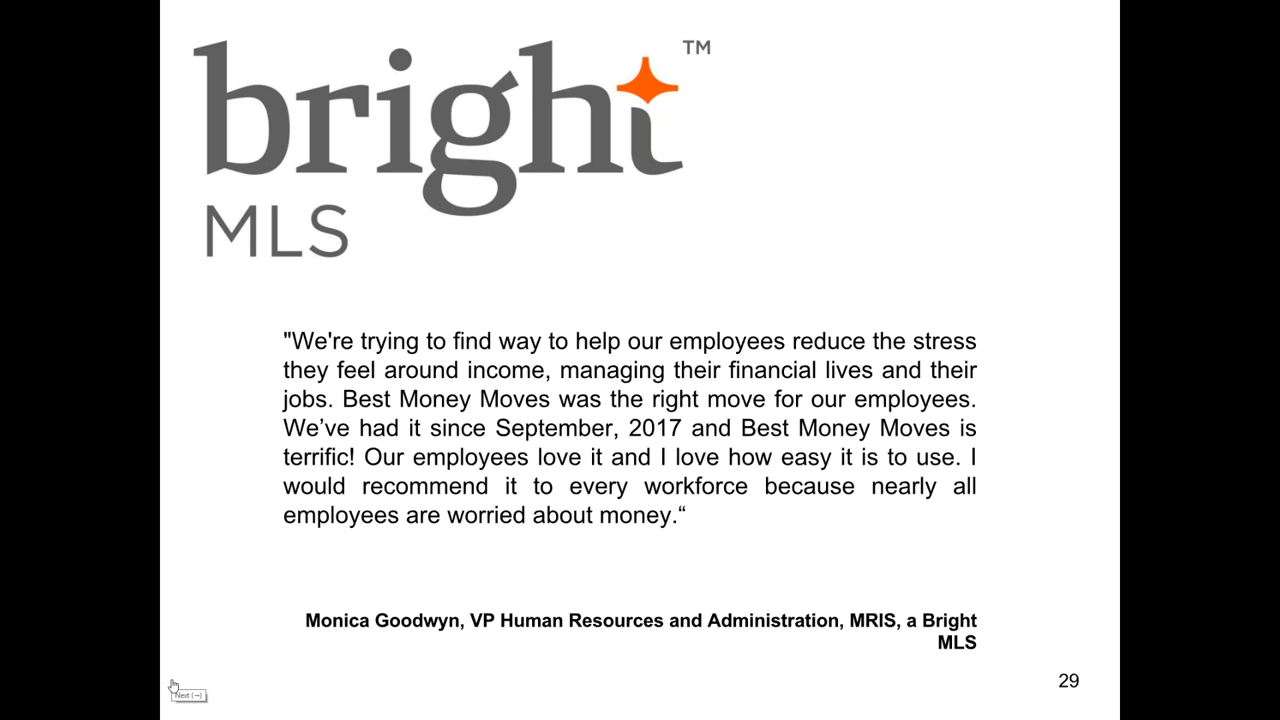 bright™
MLS
"We're trying to find way to help our employees reduce the stress
they feel around income, managing their financial lives and their
jobs. Best Money Moves was the right move for our employees.
We’ve had it since September, 2017 and Best Money Moves is
terrific! Our employees love it and I love how easy it is to use. I
would recommend it to every workforce because nearly all
employees are worried about money.“
Monica Goodwyn, VP Human Resources and Administration, MRIS, a Bright
MLS
29
Next (→)